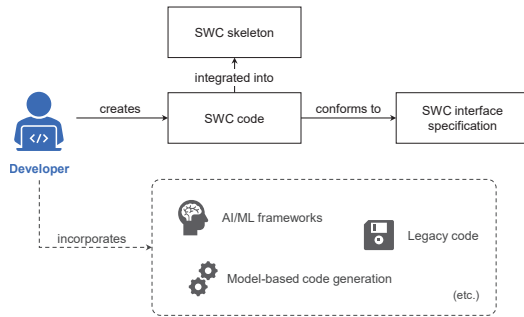 SWC skeleton
integrated into
creates
SWC code
conforms to
SWC interface
specification
</>
Developer
incorporates
AI/ML frameworks
Legacy code
Model-based code generation
(etc.)